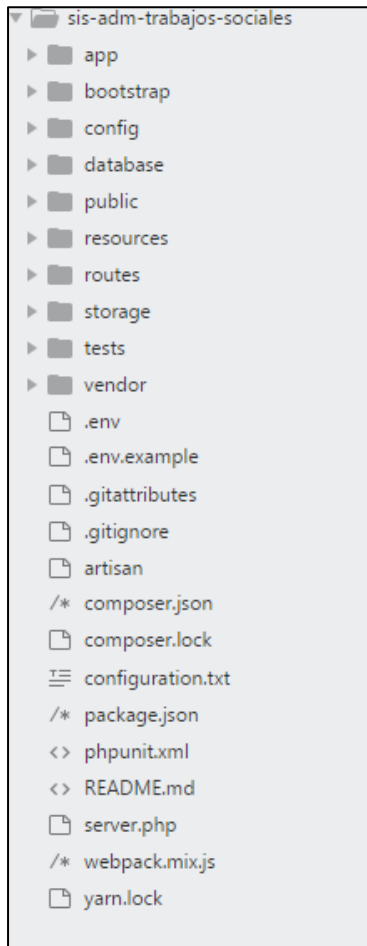 sis-adm-trabajos-sociales
app
bootstrap
config
database
public
resources
routes
storage
tests
vendor
.env
.env.example
.gitattributes
.gitignore
artisan
/* composer.json
composer.lock
configuration.txt
/* package.json
<> phpunit.xml
<> README.md
server.php
/* webpack.mix.js
yarn.lock